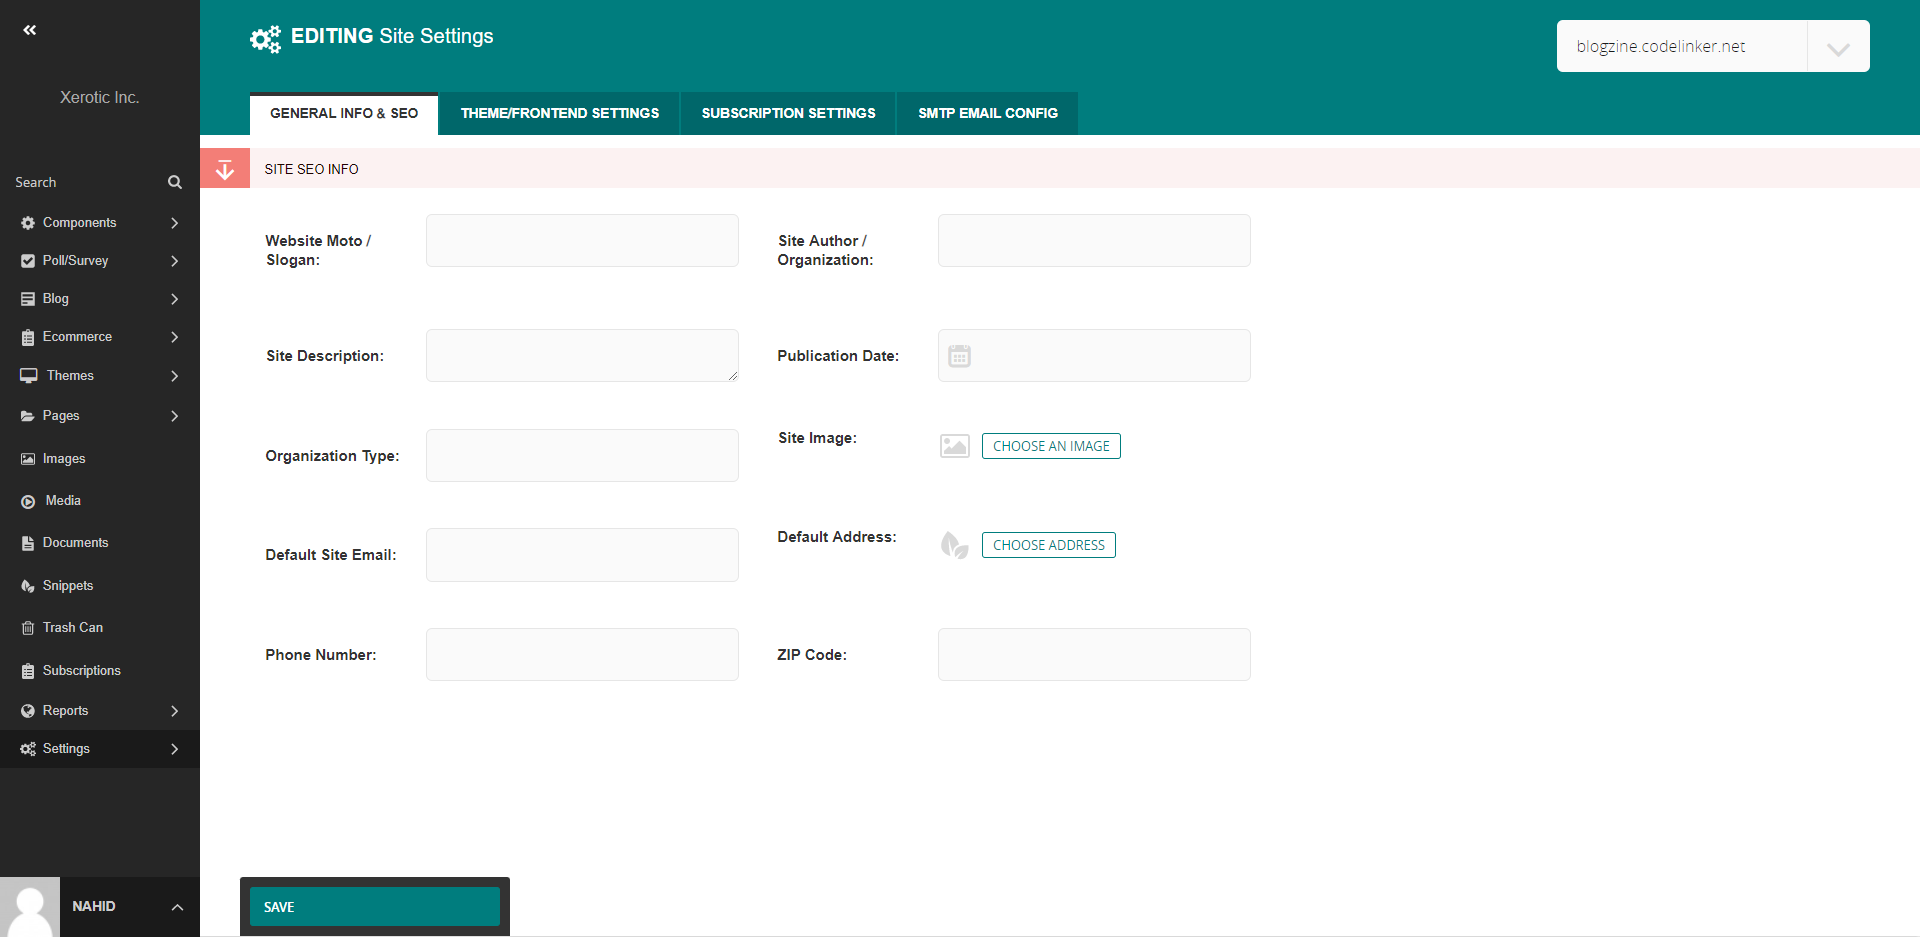 Xerotic Inc.
Search
Components
Poll/Survey
Blog
Ecommerce
Themes
Pages
Images
Media
Documents
Snippets
Trash Can
Subscriptions
Reports
Settings
NAHID
EDITING Site Settings
blogzine.codelinker.net
GENERAL INFO & SEO
THEME/FRONTEND SETTINGS
SUBSCRIPTION SETTINGS
SMTP EMAIL CONFIG
SITE SEO INFO
Website Moto /
Slogan:
Site Author /
Organization:
Site Description:
Publication Date:
Organization Type:
Site Image:
CHOOSE AN IMAGE
Default Site Email:
Default Address:
CHOOSE ADDRESS
Phone Number:
ZIP Code:
SAVE